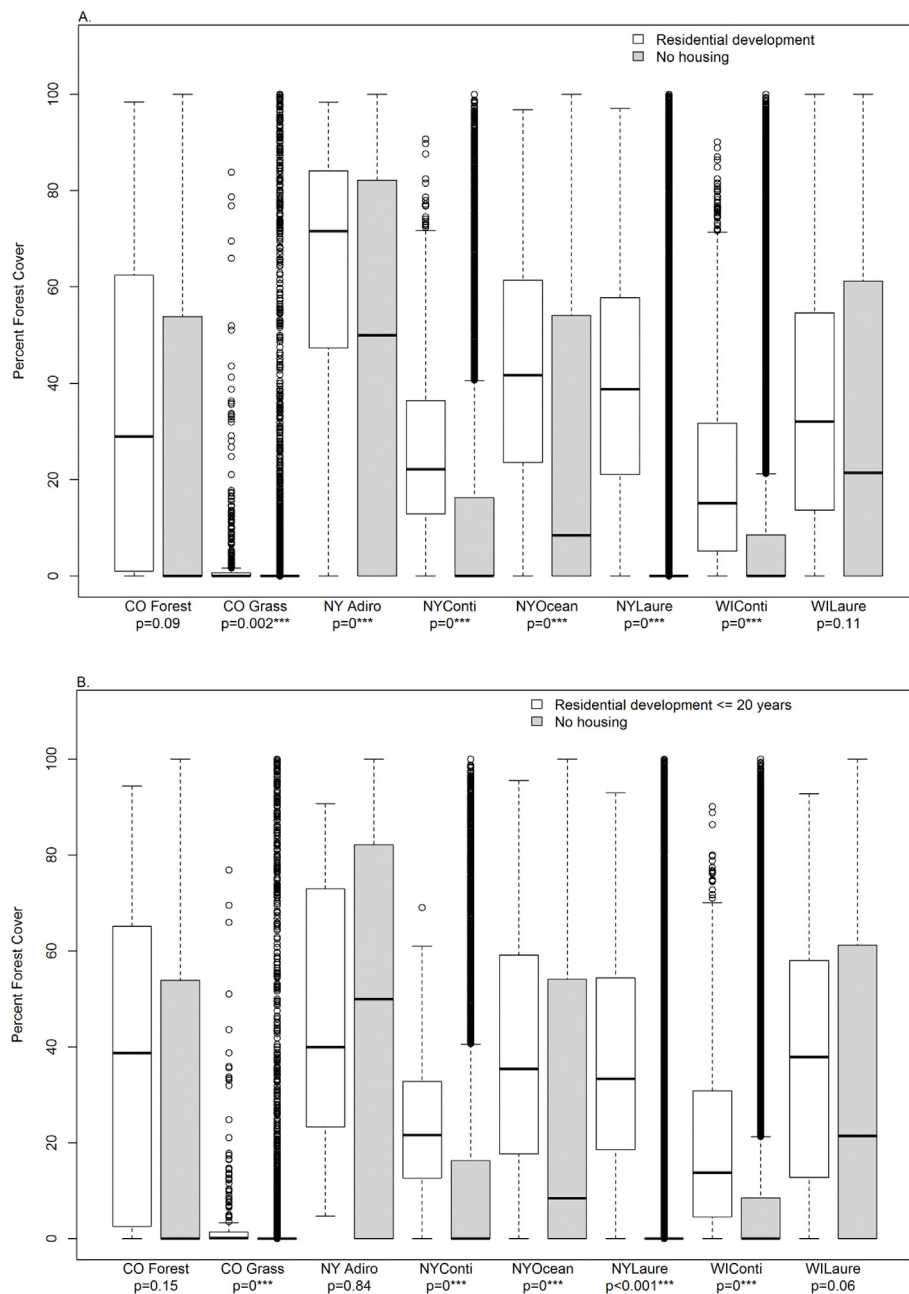 A.
Residential development
No housing
100
80
60
40
20
0
Percent Forest Cover
CO Forest CO Grass NY Adiro NYConti NYOcean NYLaure WIConti WILaure
p=0.09 p=0.002*** p=0*** p=0*** p=0*** p=0*** p=0*** p=0.11
B.
Residential development <= 20 years
No housing
100
80
60
40
20
0
Percent Forest Cover
CO Forest CO Grass NY Adiro NYConti NYOcean NYLaure WIConti WILaure
p=0.15 p=0*** p=0.84 p=0*** p=0*** p<0.001*** p=0*** p=0.06